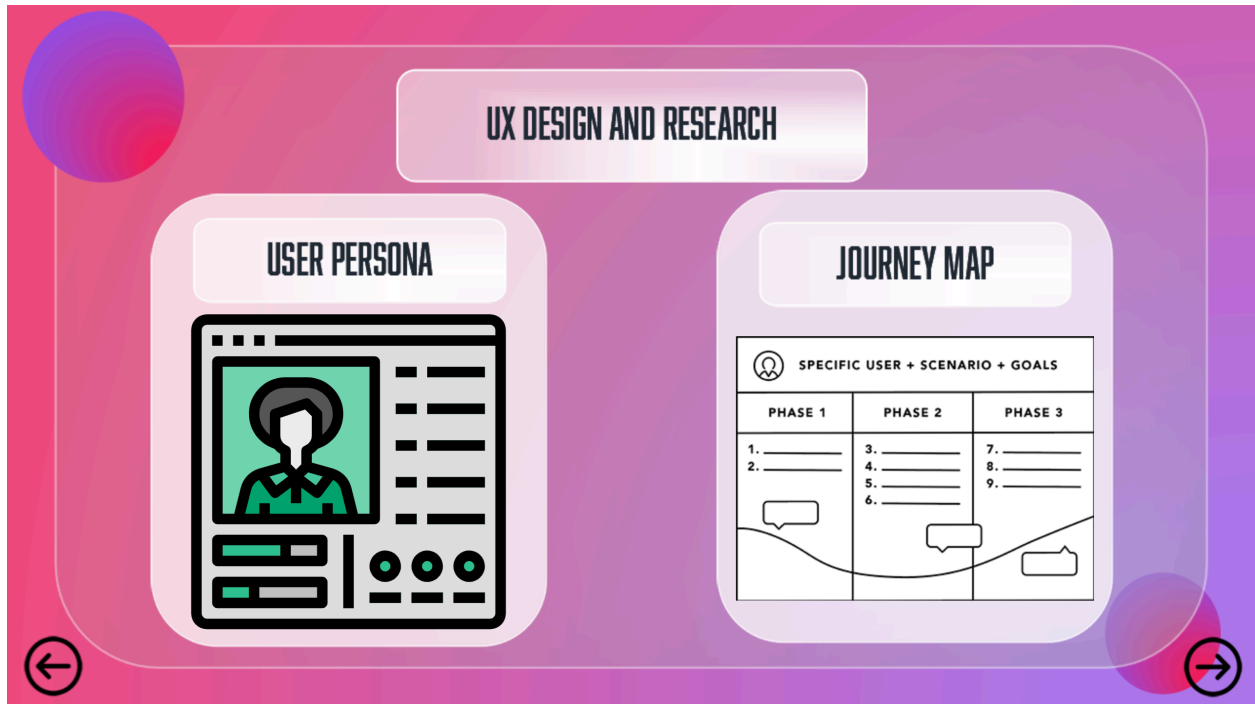 UX DESIGN AND RESEARCH
USER PERSONA
JOURNEY MAP
SPECIFIC USER + SCENARIO + GOALS
PHASE 1
PHASE 2
PHASE 3
1.
2.
3.
4.
5.
6.
7.
8.
9.